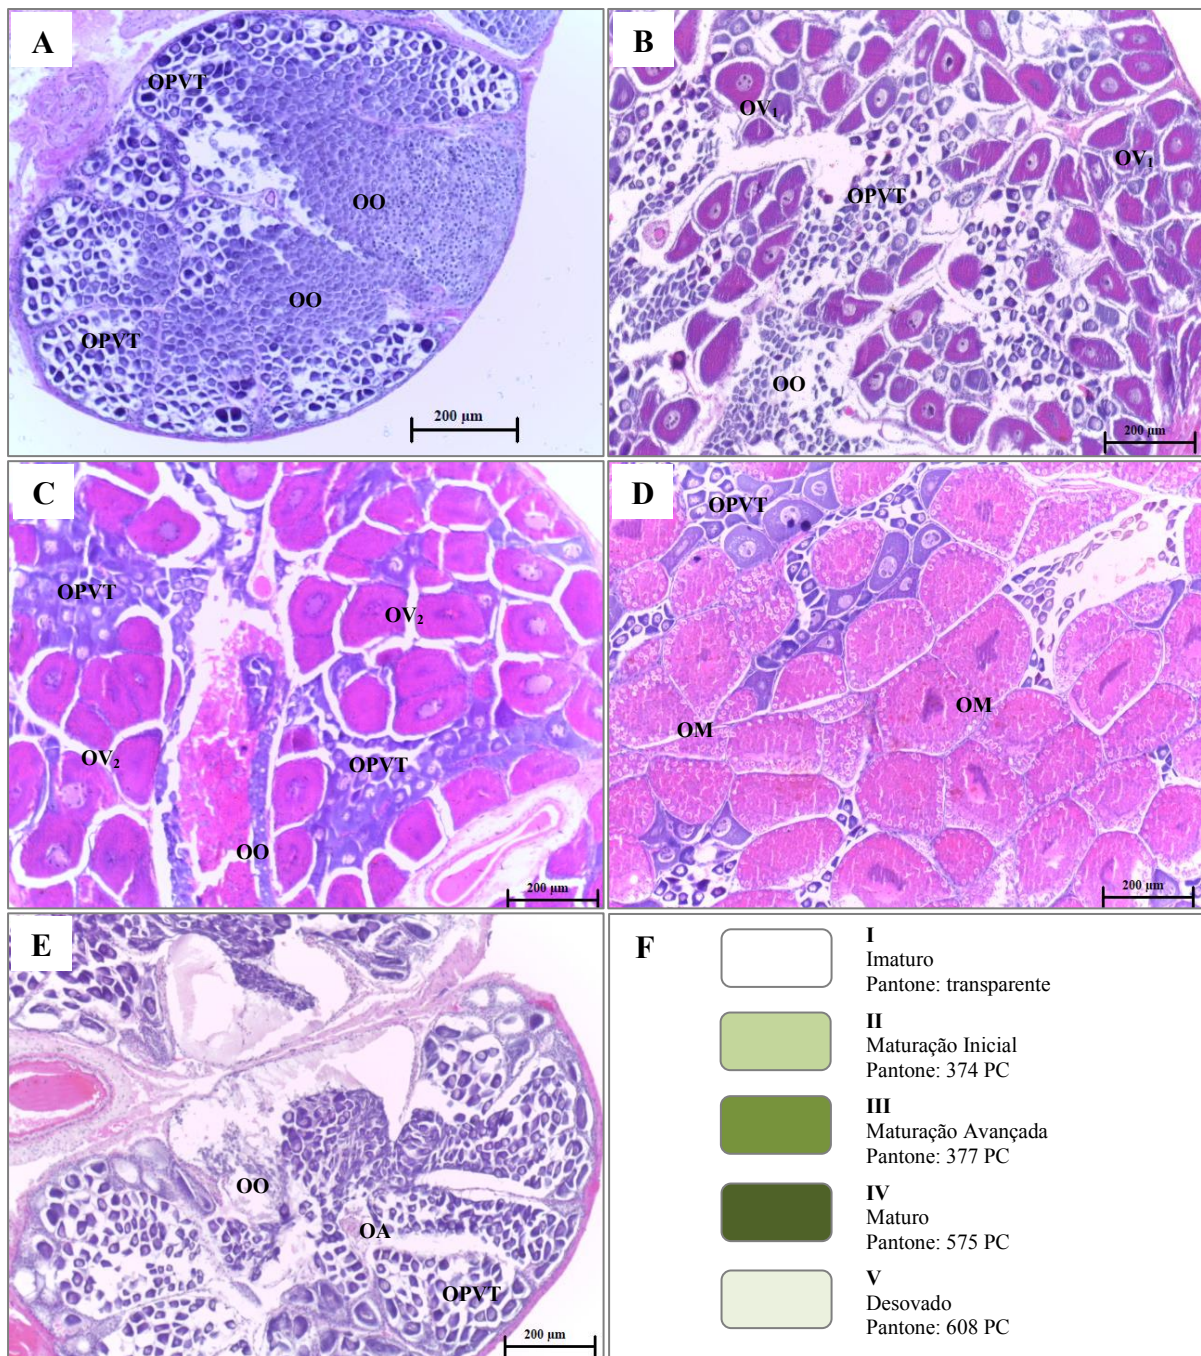 A
OPVT
OO
OO
OPVT
200 µm
B
OV₁
OV₁
OPVT
OO
200 µm
C
OPVT
OV₂
OV₂
OPVT
OO
200 µm
D
OPVT
OM
OM
200 µm
E
OO
OA
OPVT
200 µm
F
I
Imaturo
Pantone: transparente
II
Maturação Inicial
Pantone: 374 PC
III
Maturação Avançada
Pantone: 377 PC
IV
Maturo
Pantone: 575 PC
V
Desovado
Pantone: 608 PC